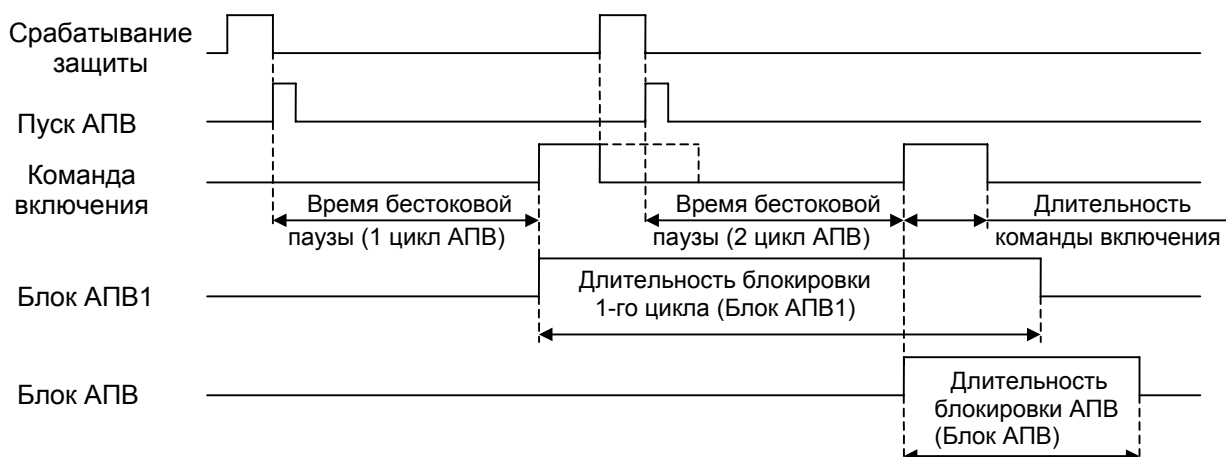 Срабатывание
защиты
Пуск АПВ
Команда
включения
Время бестоковой
паузы (1 цикл АПВ)
Время бестоковой
паузы (2 цикл АПВ)
Длительность
команды включения
Блок АПВ1
Длительность блокировки
1-го цикла (Блок АПВ1)
Блок АПВ
Длительность
блокировки АПВ
(Блок АПВ)